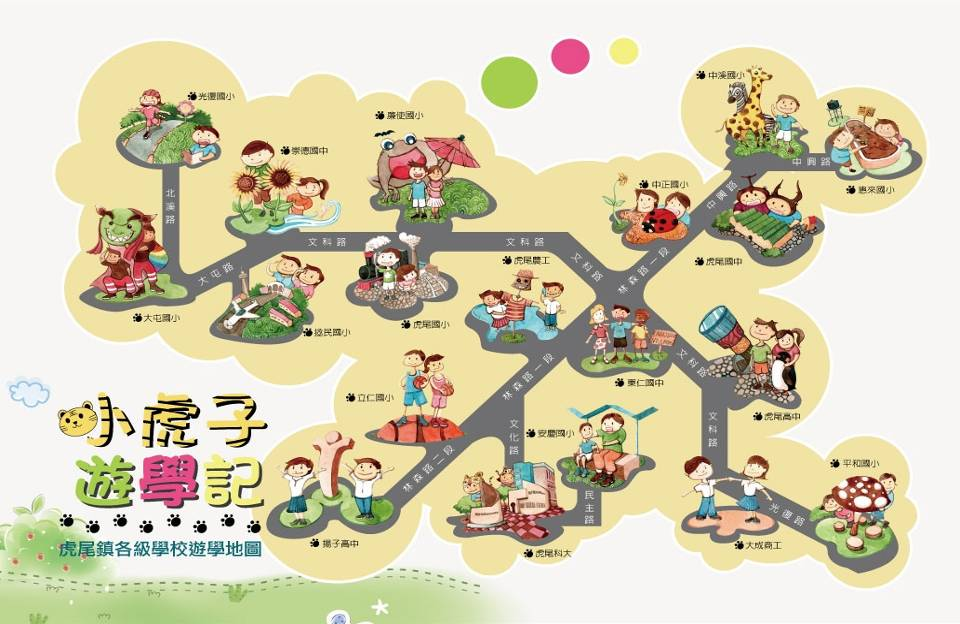 光復國小
崇德國中
廉使國小
中溪國小
惠來國小
中正國小
虎尾國中
北溪路
大屯路
文科路
文科路
文科路
林森路一段
中興路
中興路
大屯國小
拯民國小
虎尾國小
虎尾農工
東仁國中
文科路
虎尾高中
林森路一段
立仁國小
文化路
安慶國小
文科路
平和國小
林森路二段
民主路
光復路
揚子高中
虎尾科大
大成商工
小虎子
遊學記
虎尾鎮各級學校遊學地圖